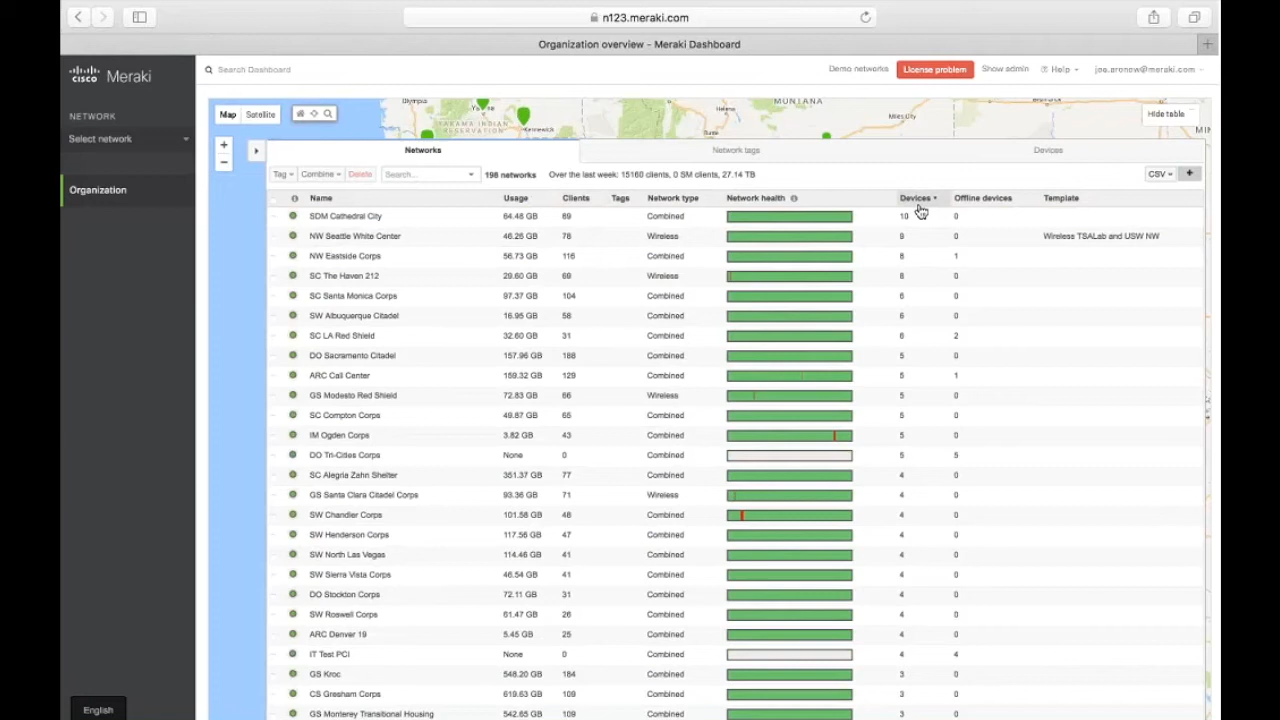 n123.meraki.com
Organization overview – Meraki Dashboard
cisco Meraki
Search Dashboard
Demo networks
License problem
Show admin
Help
joe.aronow@meraki.com
NETWORK
Select network
Organization
English
Map Satellite
Olympia
YAKAMA INDIAN RESERVATION
Kennewick
Helena
MONTANA
Miles City
Hide table
+
−
Networks Network tags Devices
Tag Combine Delete Search... 198 networks Over the last week: 15160 clients, 0 SM clients, 27.14 TB CSV +
Name Usage Clients Tags Network type Network health Devices Offline devices Template
SDM Cathedral City 64.46 GB 69 Combined 10 0
NW Seattle White Center 46.25 GB 78 Wireless 8 0 Wireless TSALab and USW NW
NW Eastside Corps 56.73 GB 116 Combined 8 1
SC The Haven 212 29.60 GB 69 Wireless 8 0
SC Santa Monica Corps 97.37 GB 104 Combined 6 0
SW Albuquerque Citadel 16.95 GB 58 Combined 6 0
SC LA Red Shield 32.60 GB 31 Combined 6 2
DO Sacramento Citadel 157.96 GB 188 Combined 5 0
ARC Call Center 159.32 GB 129 Combined 5 1
GS Modesto Red Shield 72.83 GB 66 Wireless 5 0
SC Compton Corps 49.87 GB 65 Combined 5 0
IM Ogden Corps 3.82 GB 43 Combined 5 0
DO Tri-Cities Corps None 0 Combined 5 5
SC Alegria Zahn Shelter 351.37 GB 77 Combined 4 0
GS Santa Clara Citadel Corps 93.36 GB 71 Wireless 4 0
SW Chandler Corps 101.58 GB 48 Combined 4 0
SW Henderson Corps 117.56 GB 47 Combined 4 0
SW North Las Vegas 114.46 GB 41 Combined 4 0
SW Sierra Vista Corps 46.54 GB 41 Combined 4 0
DO Stockton Corps 72.11 GB 31 Combined 4 0
SW Roswell Corps 61.47 GB 26 Combined 4 0
ARC Denver 19 5.45 GB 25 Combined 4 0
IT Test PCI None 0 Combined 4 4
GS Kroc 548.20 GB 184 Combined 3 0
CS Gresham Corps 619.63 GB 109 Combined 3 0
GS Monterey Transitional Housing 542.65 GB 109 Combined 3 0